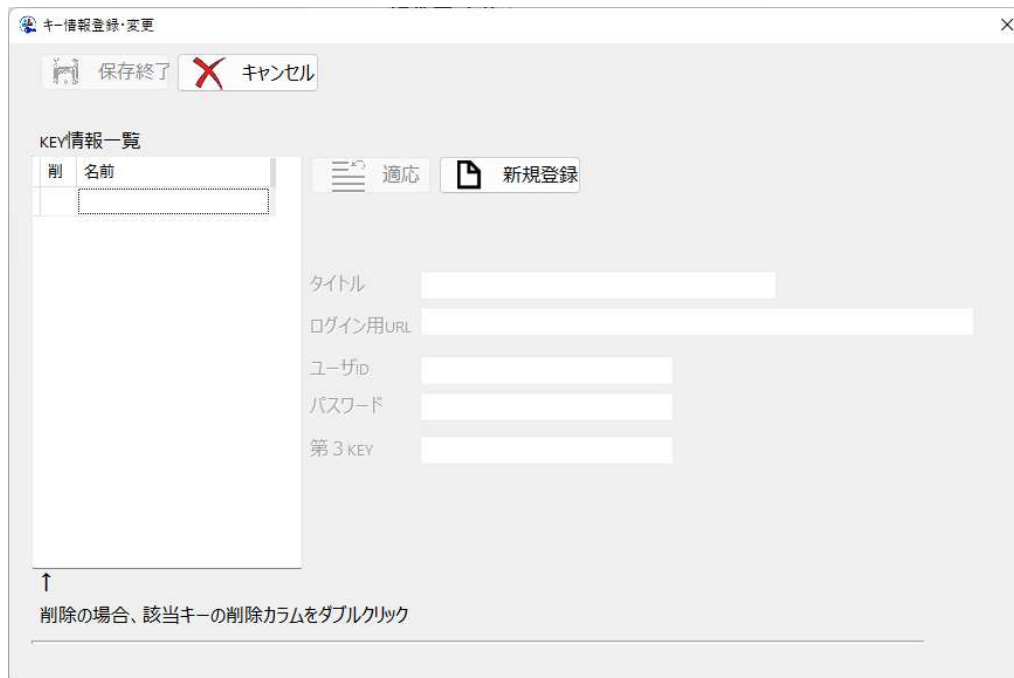 キー情報登録・変更
保存終了 キャンセル
KEY情報一覧
削 名前
適応 新規登録
タイトル
ログイン用URL
ユーザID
パスワード
第3KEY
↑
削除の場合、該当キーの削除カラムをダブルクリック